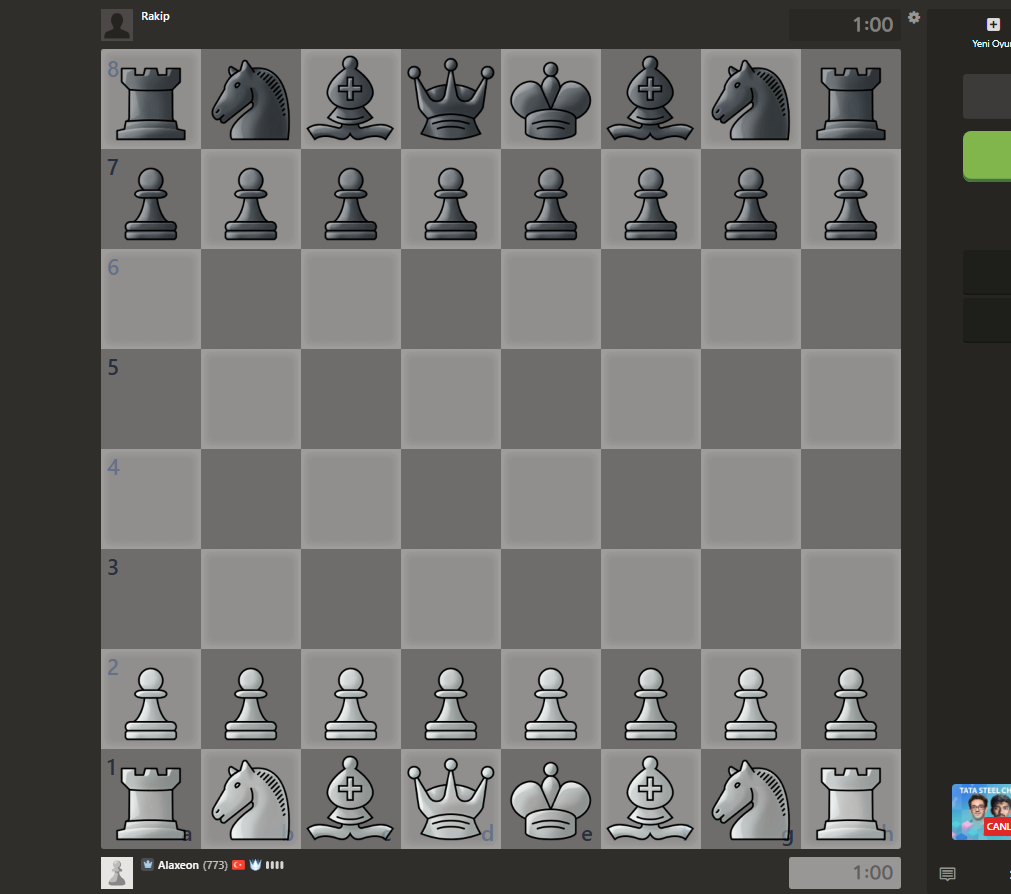 Rakip
1:00
Yeni Oyu
8
7
6
5
4
3
2
1
a
b
c
d
e
g
h
TATA STEEL CH
CANL
Alaxeon (773)
1:00